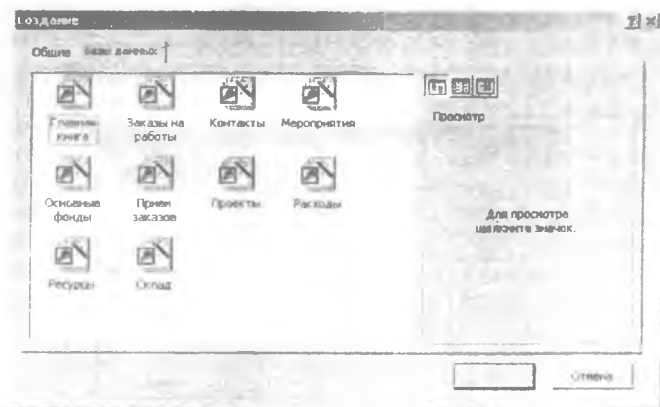 Создание
Общие Базы данных
Главная книга
Заказы на работы
Контакты
Мероприятия
Просмотр
Основные фонды
Прием заказов
Проекты
Расходы
Для просмотра
щелкните значок.
Ресурсы
Склад
Отмена